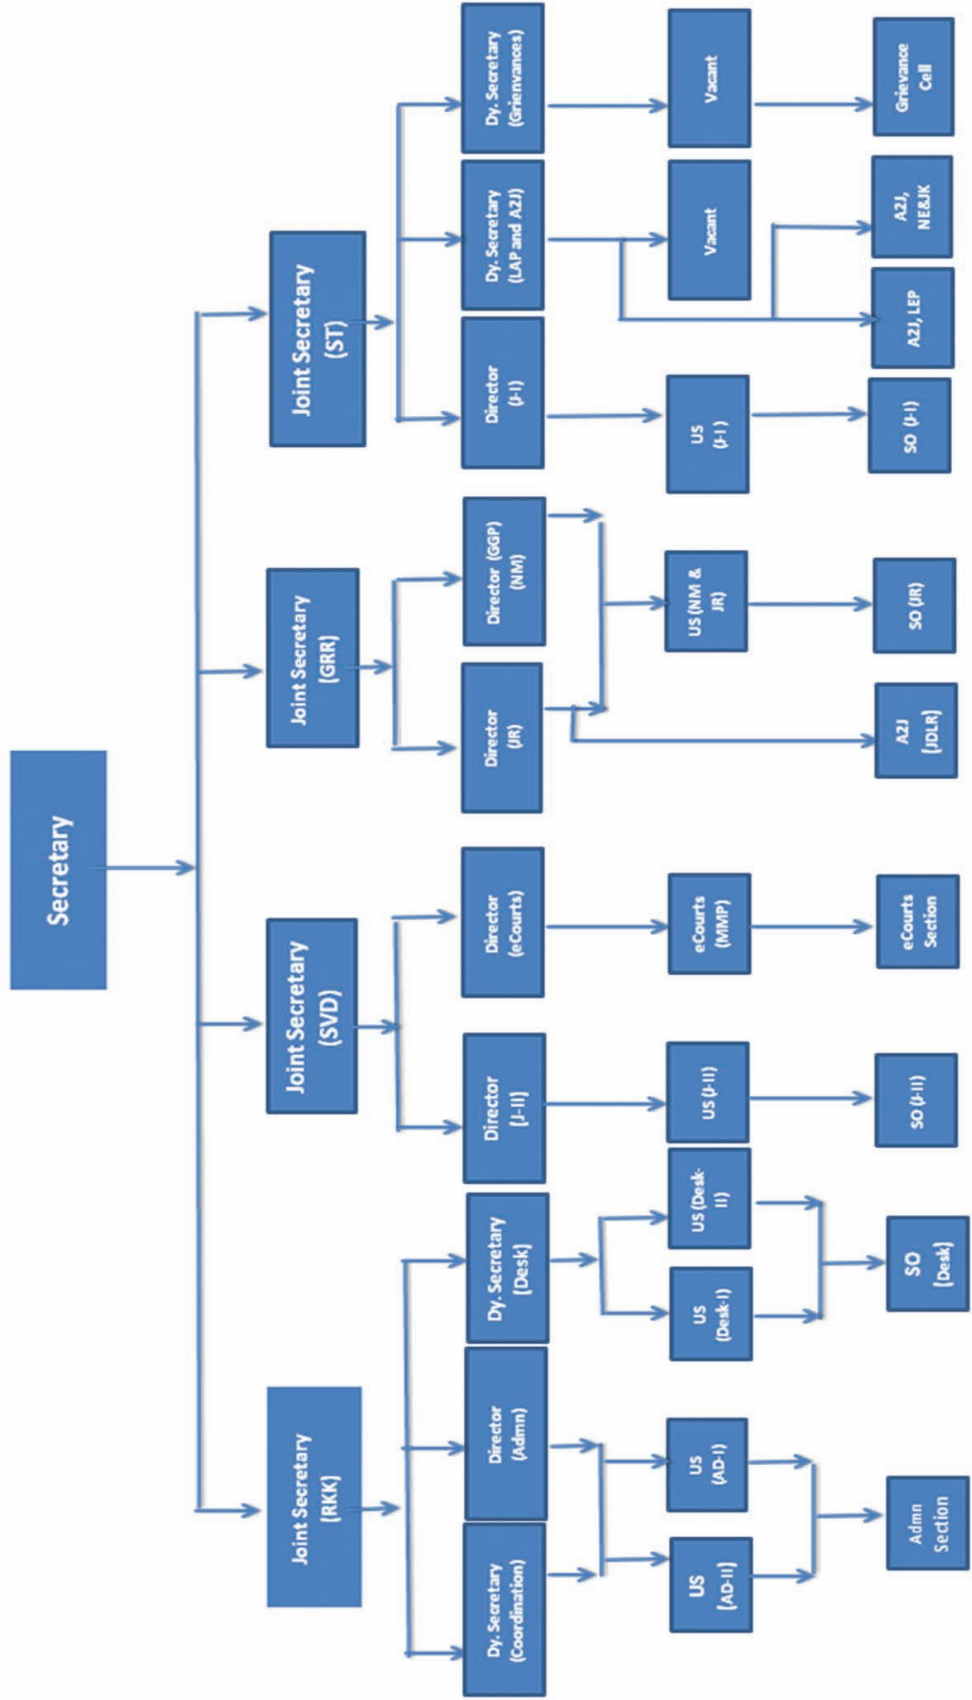 Secretary
Joint Secretary
(RKK)
Joint Secretary
(SVD)
Joint Secretary
(GRR)
Joint Secretary
(ST)
Dy. Secretary
(Coordination)
Director
(Admn)
Dy. Secretary
[Desk]
Director
[J-II]
Director
(eCourts)
Director
(JR)
Director (GGP)
(NM)
Director
(J-I)
Dy. Secretary
(LAP and A2J)
Dy. Secretary
(Grienvances)
US
[AD-II]
US
(AD-I)
US
(Desk-I)
US (Desk-
II)
US (J-II)
eCourts
(MMP)
US (NM &
JR)
US
(J-I )
Vacant
Vacant
Admn
Section
SO
[Desk]
SO (J-II)
eCourts
Section
A2J
[JDLR]
SO (JR)
SO (J-I)
A2J, LEP
A2J,
NE&JK
Grievance
Cell